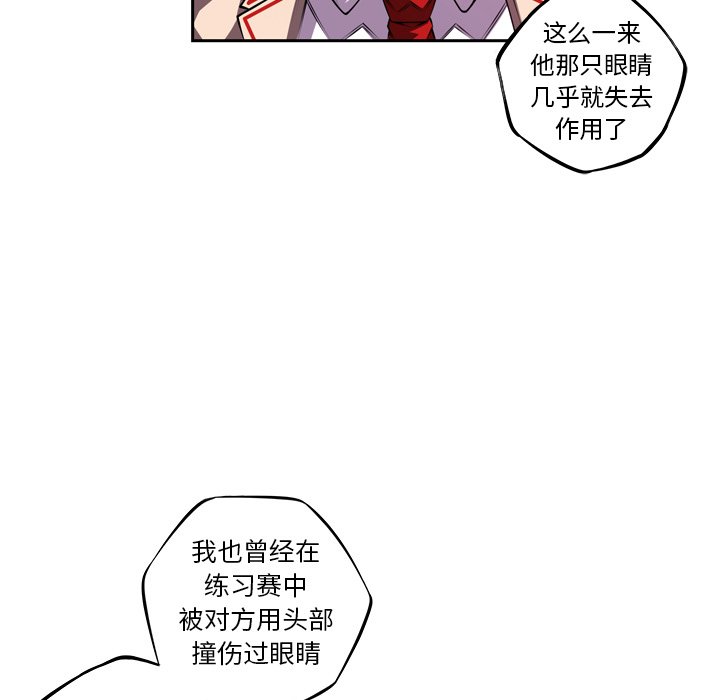 这么一来
他那只眼睛
几乎就失去
作用了
我也曾经在
练习赛中
被对方用头部
撞伤过眼睛